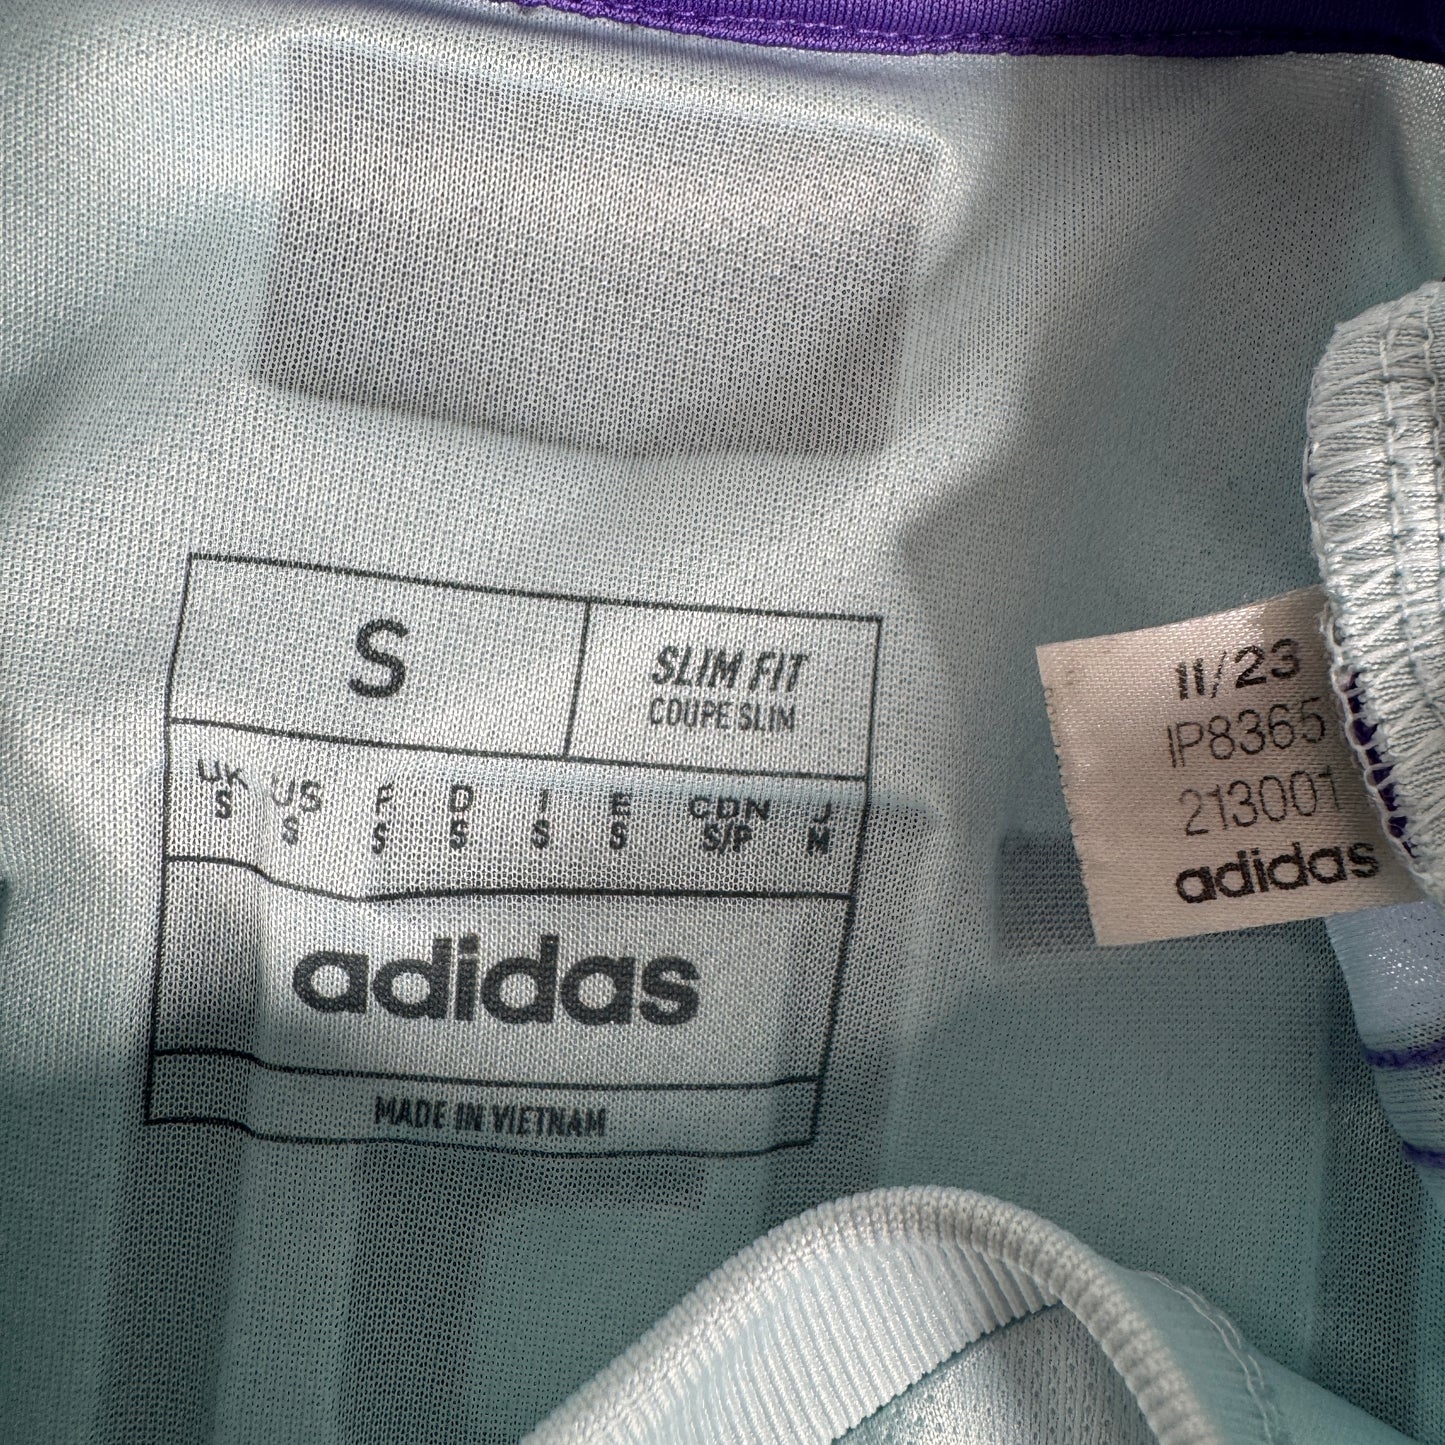 S
SLIM FIT
COUPE SLIM
UK US F D I E CDN J
S S S S S S S/P M
adidas
MADE IN VIETNAM
11/23
IP8365
213001
adidas